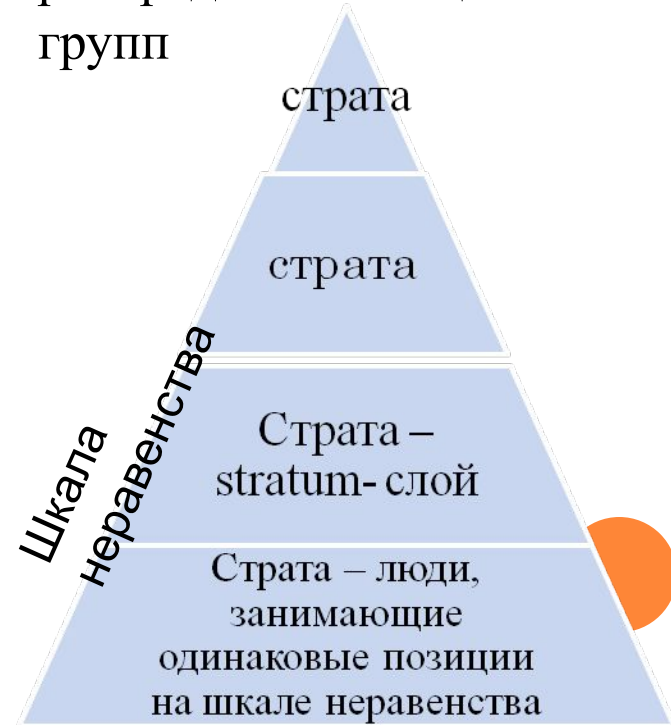 групп
страта
страта
Шкала
неравенства
Страта –
stratum- слой
Страта – люди,
занимающие
одинаковые позиции
на шкале неравенства